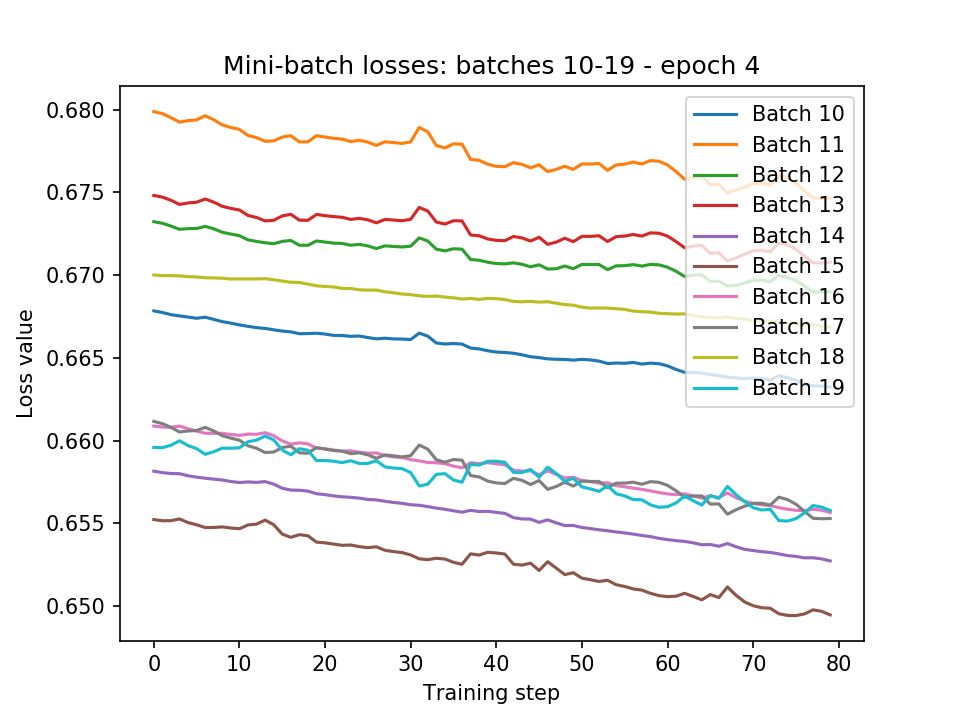 Mini-batch losses: batches 10-19 - epoch 4
Loss value
0.680
0.675
0.670
0.665
0.660
0.655
0.650
Batch 10
Batch 11
Batch 12
Batch 13
Batch 14
Batch 15
Batch 16
Batch 17
Batch 18
Batch 19
0 10 20 30 40 50 60 70 80
Training step